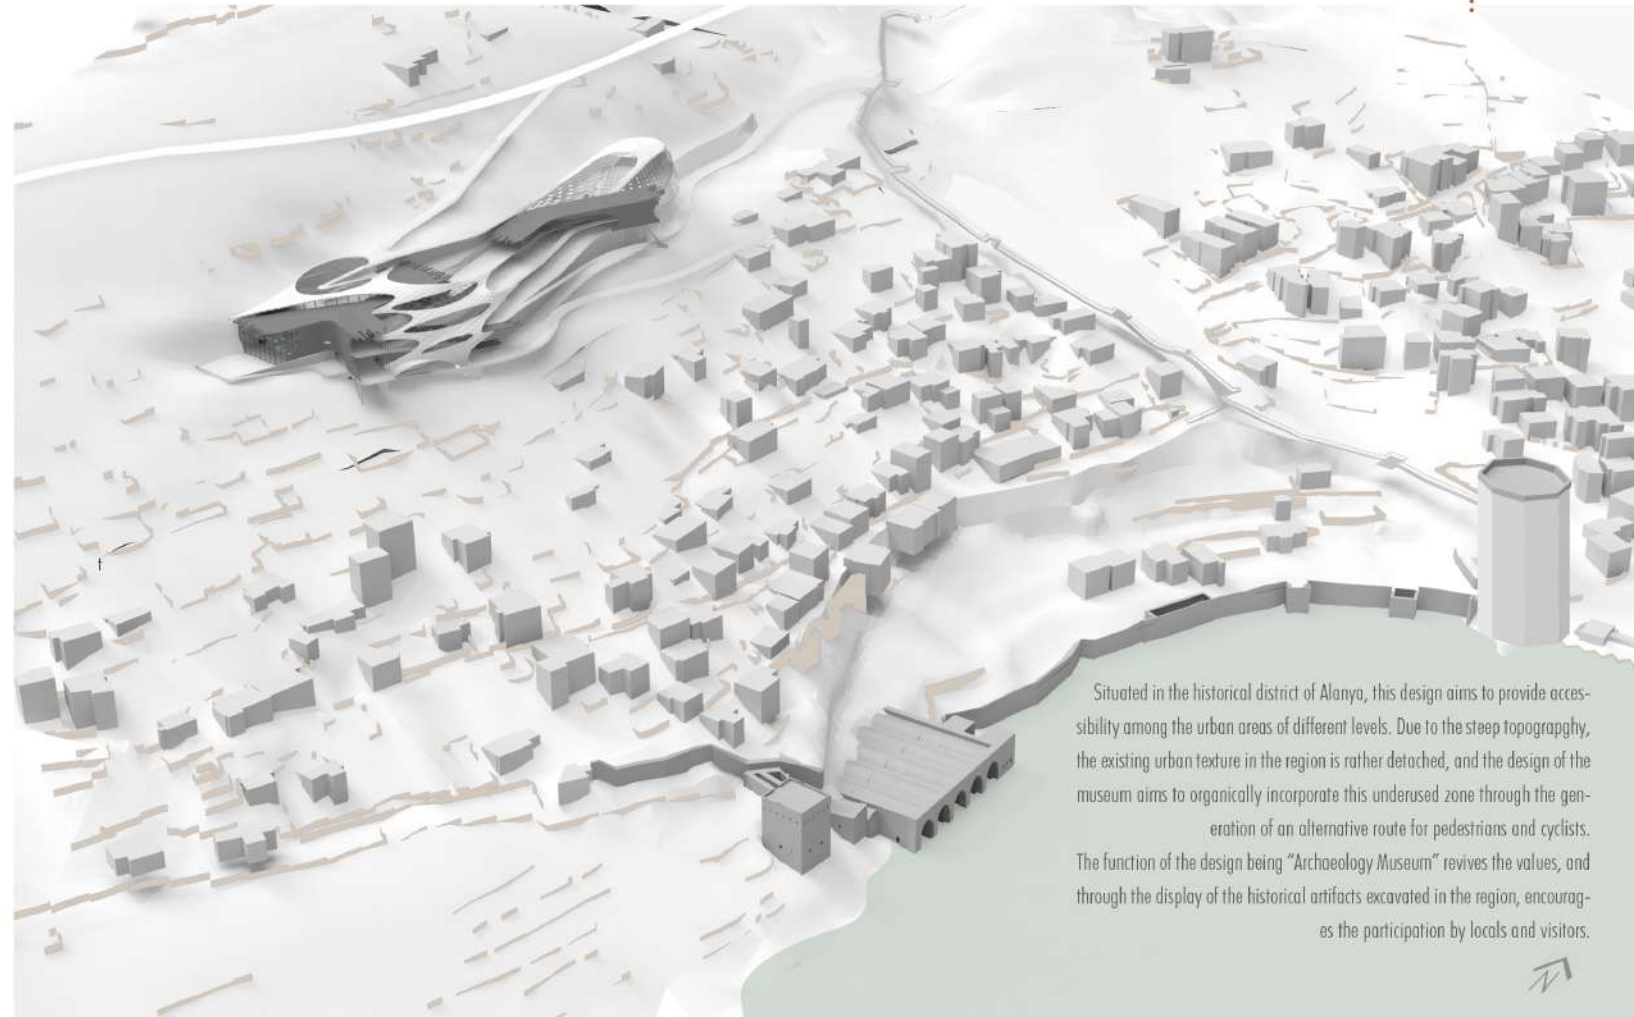 Situated in the historical district of Alanya, this design aims to provide acces-
sibility among the urban areas of different levels. Due to the steep topograpghy,
the existing urban texture in the region is rather detached, and the design of the
museum aims to organically incorporate this underused zone through the gen-
eration of an alternative route for pedestrians and cyclists.
The function of the design being "Archaeology Museum" revives the values, and
through the display of the historical artifacts excavated in the region, encourag-
es the participation by locals and visitors.
N